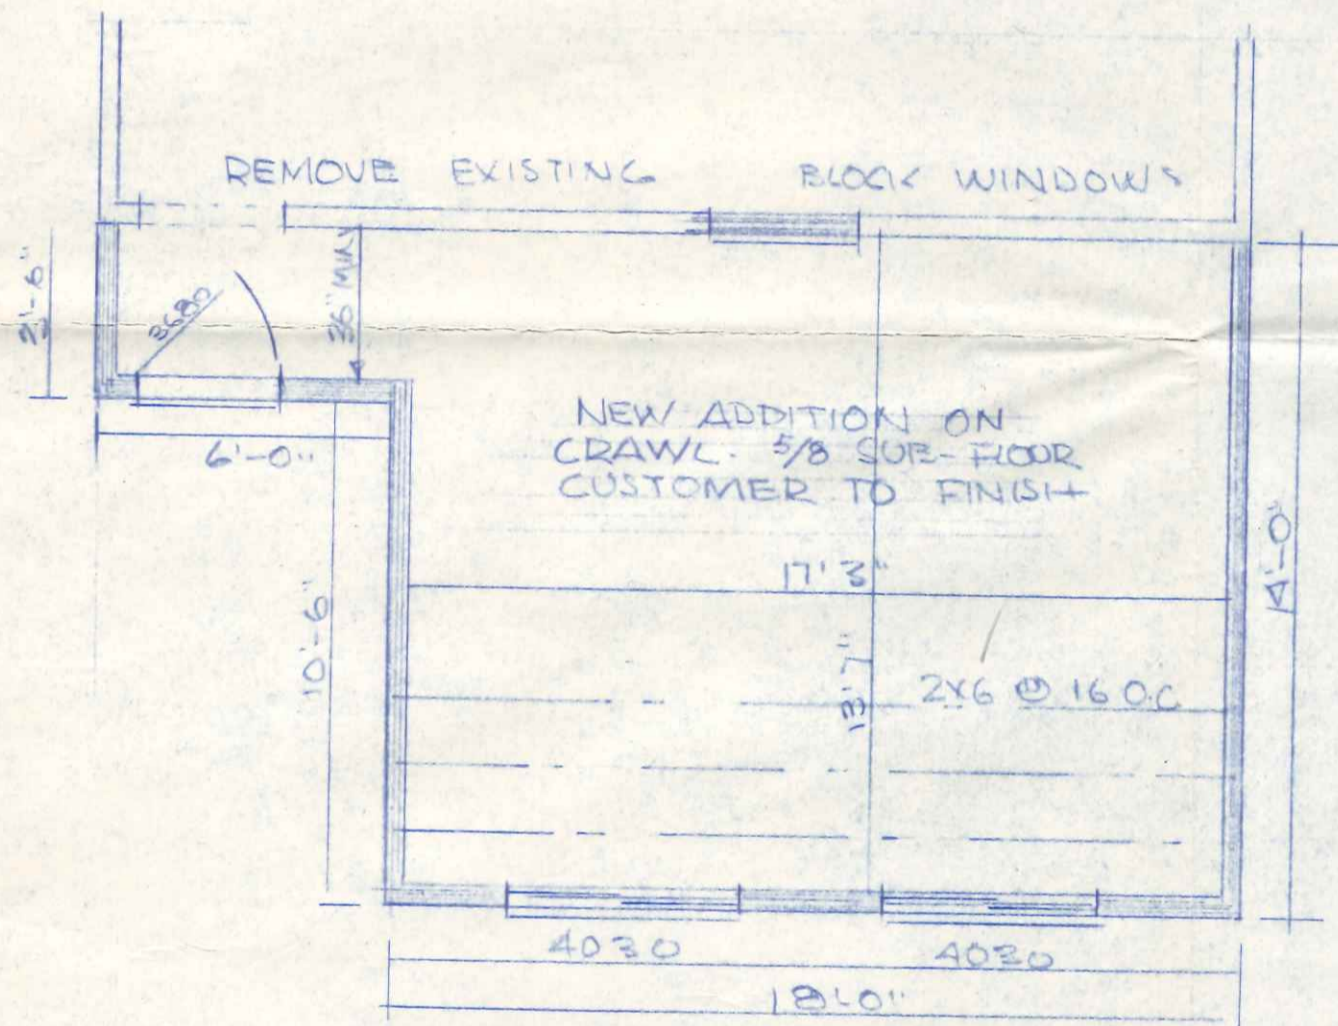 REMOVE EXISTING
BLOCK WINDOWS
3'-6"
3680
36" MIN
6'-0"
NEW ADDITION ON
CRAWL. 5/8 SUB-FLOOR
CUSTOMER TO FINISH
17'3"
10'-6"
13'7"
14'-0"
2x6 @ 16 O.C
4030
4030
18'0"